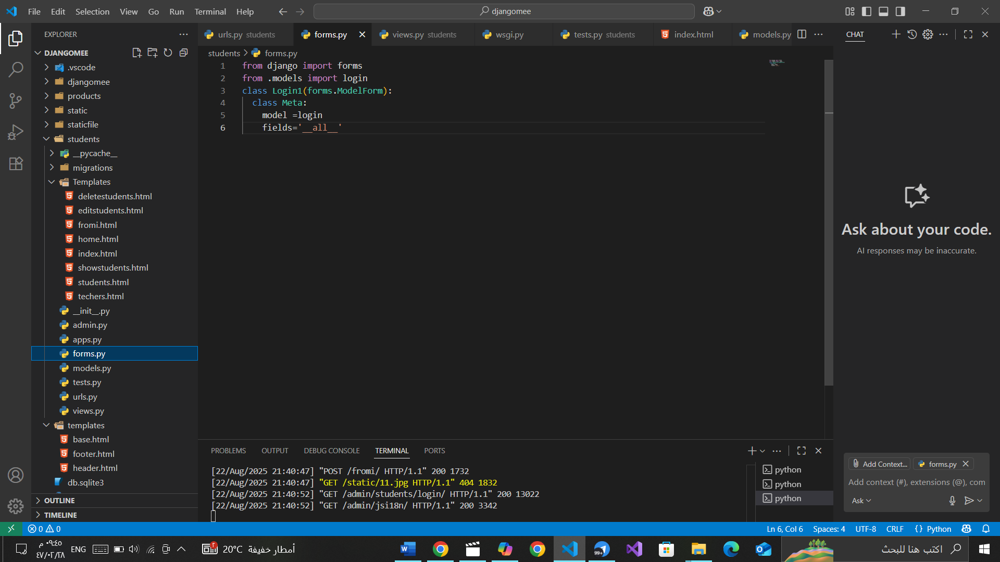 File Edit Selection View Go Run Terminal Help
djangomee
EXPLORER
DJANGOMEE
.vscode
djangomee
products
static
staticfile
students
__pycache__
migrations
Templates
deletestudents.html
editstudents.html
fromi.html
home.html
index.html
showstudents.html
students.html
techers.html
__init__.py
admin.py
apps.py
forms.py
models.py
tests.py
urls.py
views.py
templates
base.html
footer.html
header.html
db.sqlite3
OUTLINE
TIMELINE
urls.py students
forms.py
views.py students
wsgi.py
tests.py students
index.html
models.py
students > forms.py
1 from django import forms
2 from .models import login
3 class Login1(forms.ModelForm):
4 class Meta:
5 model =login
6 fields='__all__'
PROBLEMS OUTPUT DEBUG CONSOLE TERMINAL PORTS
[22/Aug/2025 21:40:47] "POST /fromi/ HTTP/1.1" 200 1732
[22/Aug/2025 21:40:47] "GET /static/11.jpg HTTP/1.1" 404 1832
[22/Aug/2025 21:40:52] "GET /admin/students/login/ HTTP/1.1" 200 13022
[22/Aug/2025 21:40:52] "GET /admin/jsi18n/ HTTP/1.1" 200 3342
python
python
python
CHAT
Ask about your code.
AI responses may be inaccurate.
Add Context...
forms.py
Add context (#), extensions (@), com
Ask
0 0
Ln 6, Col 6
Spaces: 4
UTF-8
CRLF
{ } Python
٠٩:٤٥ م
٤٧/٠٢/٢٨
ENG
٢
20°C أمطار خفيفة
99+
اكتب هنا للبحث